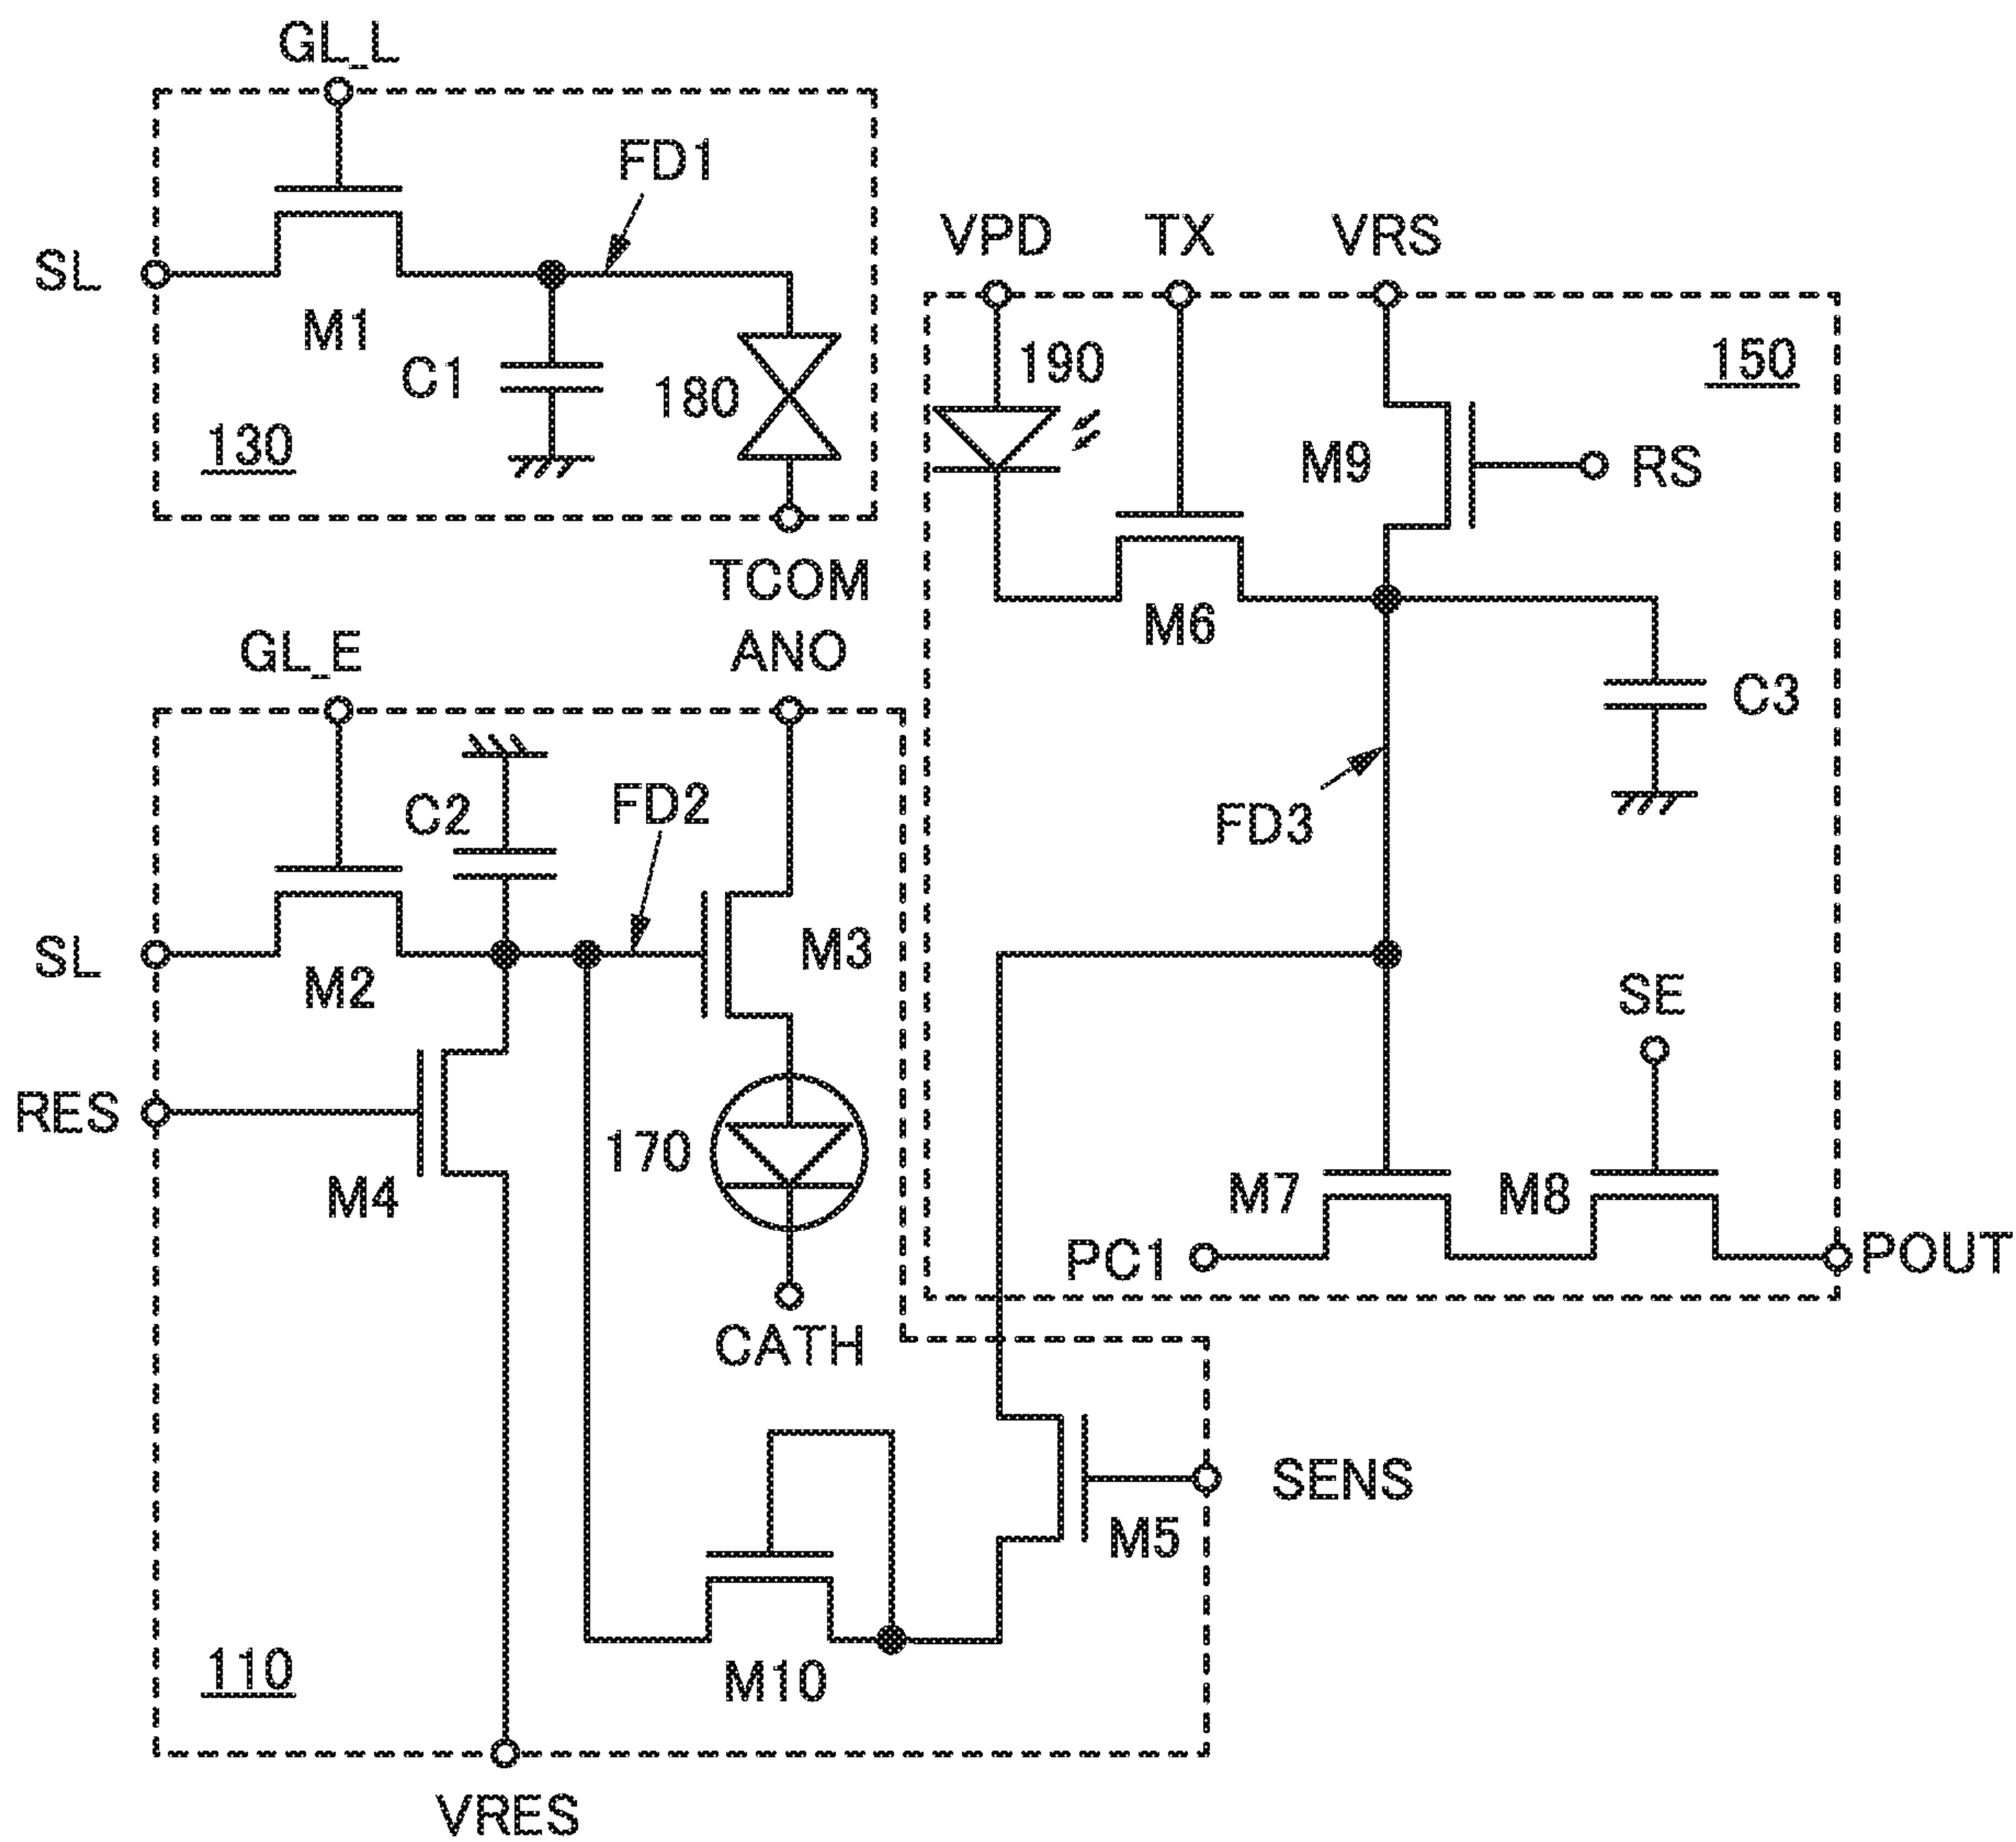 GL_L
FD1
SL
M1
C1
180
130
TCOM
VPD
TX
VRS
190
150
M9
RS
M6
C3
FD3
GL_E
ANO
C2
FD2
SL
M2
M3
RES
M4
170
CATH
SE
M7
M8
PC1
POUT
SENS
M5
M10
110
VRES